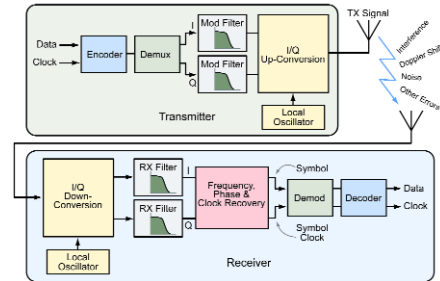 TX Signal
I
Mod Filter
Data
Clock
Encoder
Demux
I/Q
Up-Conversion
Mod Filter
Q
Interference
Doppler Shift
Noise
Other Errors
Transmitter
Local
Oscillator
I/Q
Down-
Conversion
RX Filter
I
Frequency,
Phase &
Clock Recovery
Symbol
Demod
Decoder
Data
Clock
RX Filter
Q
Symbol
Clock
Local
Oscillator
Receiver